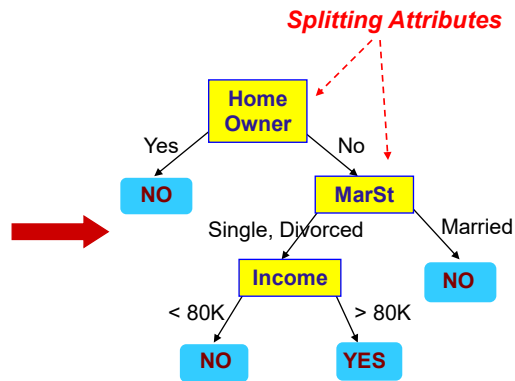 Splitting Attributes
Home
Owner
Yes
No
NO
MarSt
Single, Divorced
Married
Income
NO
< 80K
> 80K
NO
YES